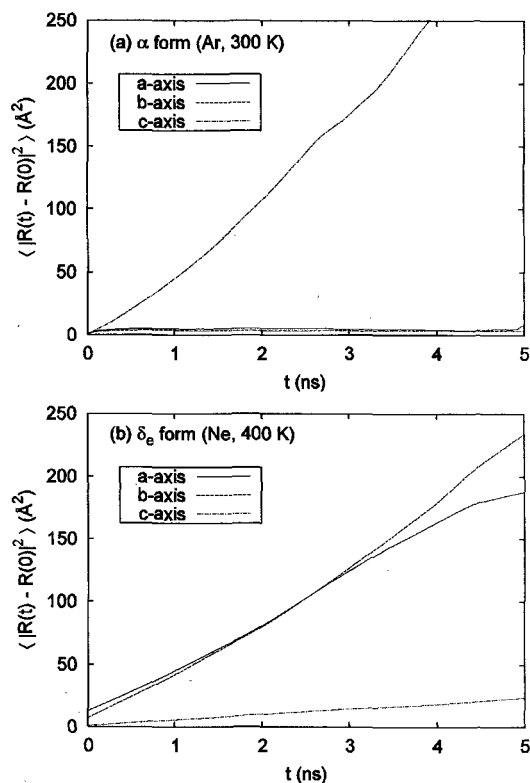 (a) α form (Ar, 300 K)
a-axis
b-axis
c-axis
⟨ |R(t) - R(0)|² ⟩ (Å²)
250
200
150
100
50
0
0 1 2 3 4 5
t (ns)
(b) δe form (Ne, 400 K)
a-axis
b-axis
c-axis
⟨ |R(t) - R(0)|² ⟩ (Å²)
250
200
150
100
50
0
0 1 2 3 4 5
t (ns)